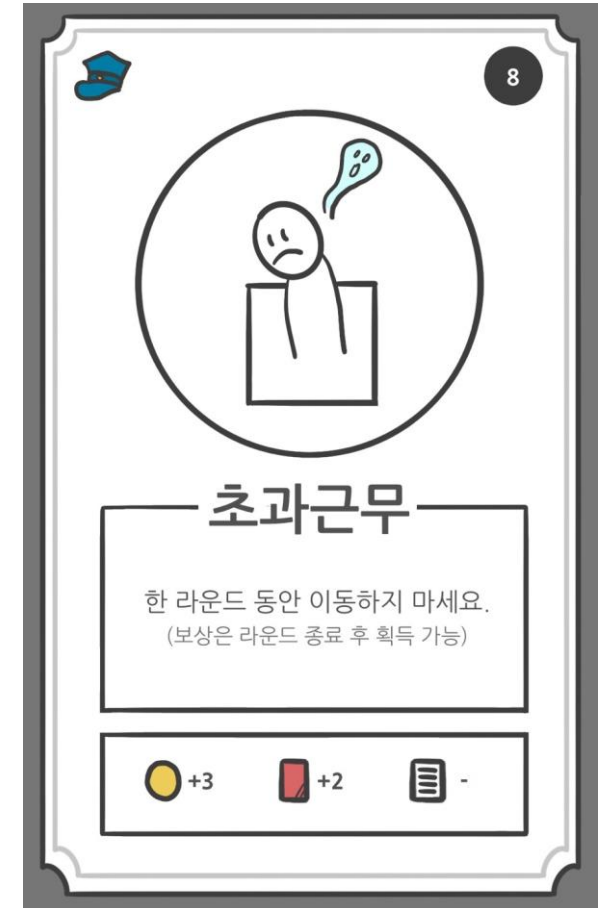 8
초과근무
한 라운드 동안 이동하지 마세요.
(보상은 라운드 종료 후 획득 가능)
+3 +2 -